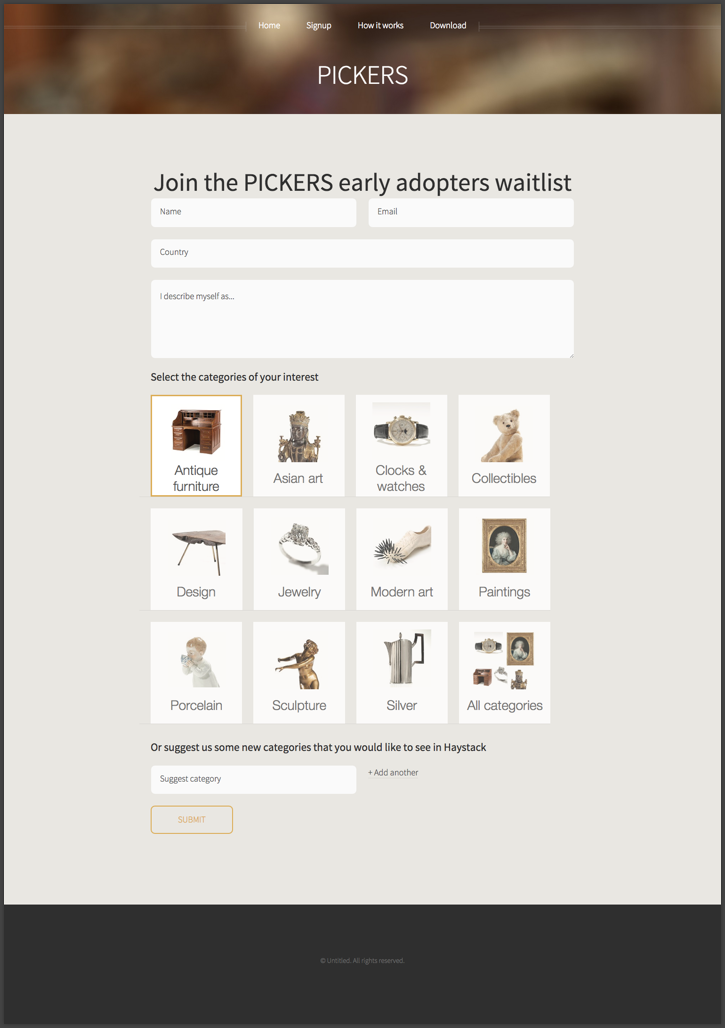 Home Signup How it works Download
PICKERS
Join the PICKERS early adopters waitlist
Name Email
Country
I describe myself as...
Select the categories of your interest
Antique furniture
Asian art
Clocks & watches
Collectibles
Design
Jewelry
Modern art
Paintings
Porcelain
Sculpture
Silver
All categories
Or suggest us some new categories that you would like to see in Haystack
Suggest category + Add another
SUBMIT
© Untitled. All rights reserved.